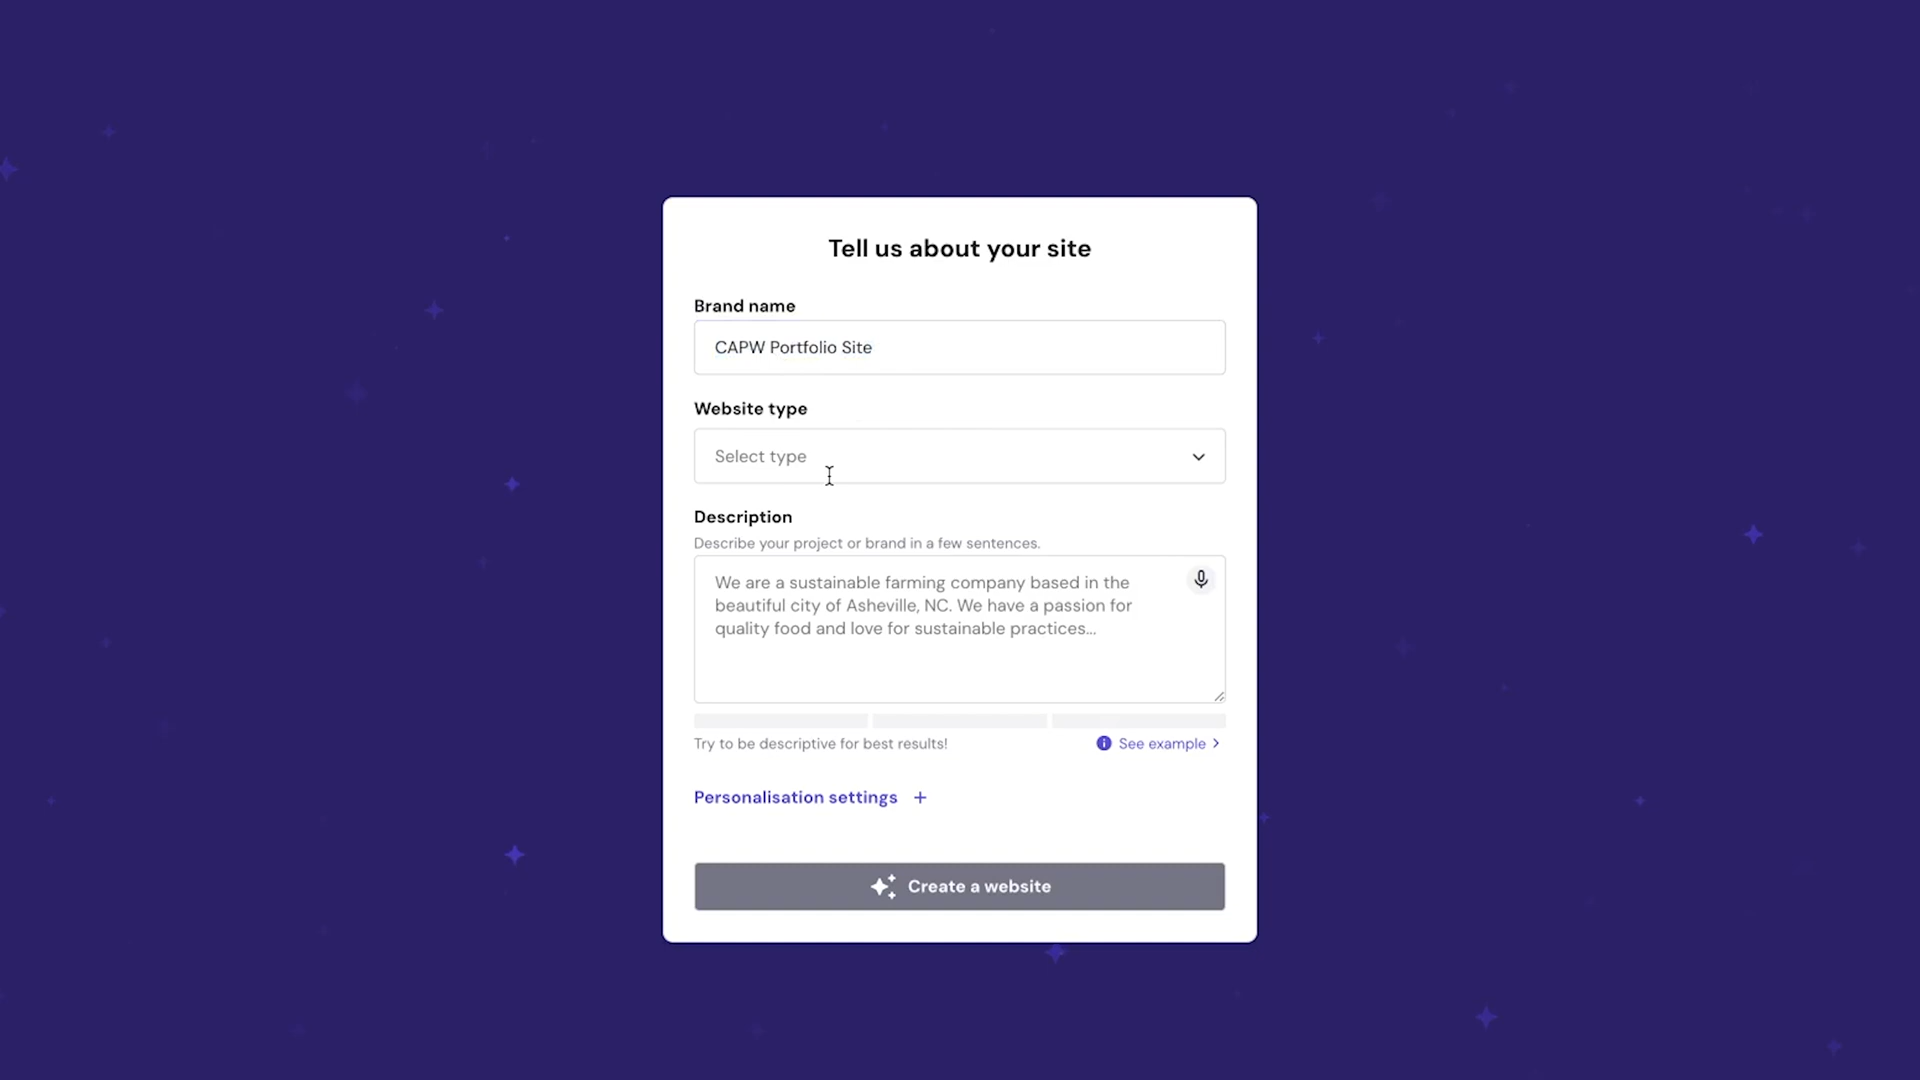 Tell us about your site
Brand name
CAPW Portfolio Site
Website type
Select type
Description
Describe your project or brand in a few sentences.
We are a sustainable farming company based in the
beautiful city of Asheville, NC. We have a passion for
quality food and love for sustainable practices...
Try to be descriptive for best results!
See example
Personalisation settings +
Create a website